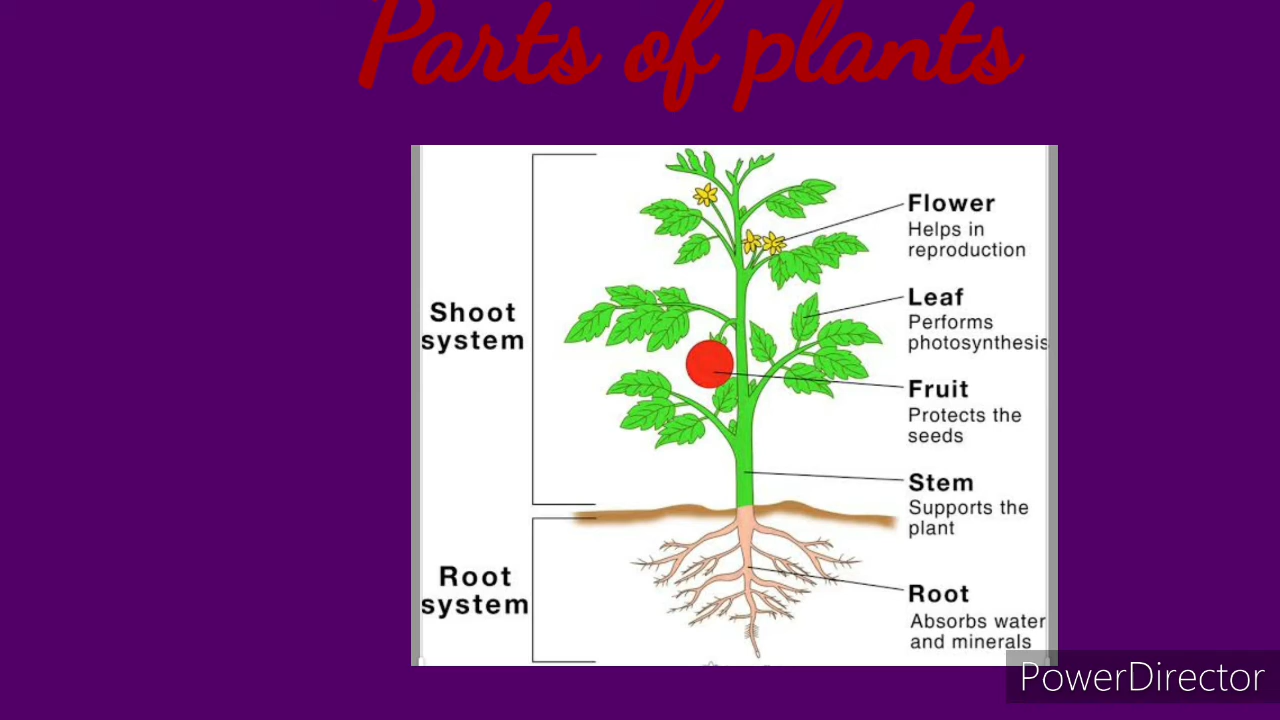 Parts of plants
Shoot
system
Root
system
Flower
Helps in
reproduction
Leaf
Performs
photosynthesis
Fruit
Protects the
seeds
Stem
Supports the
plant
Root
Absorbs water
and minerals
PowerDirector